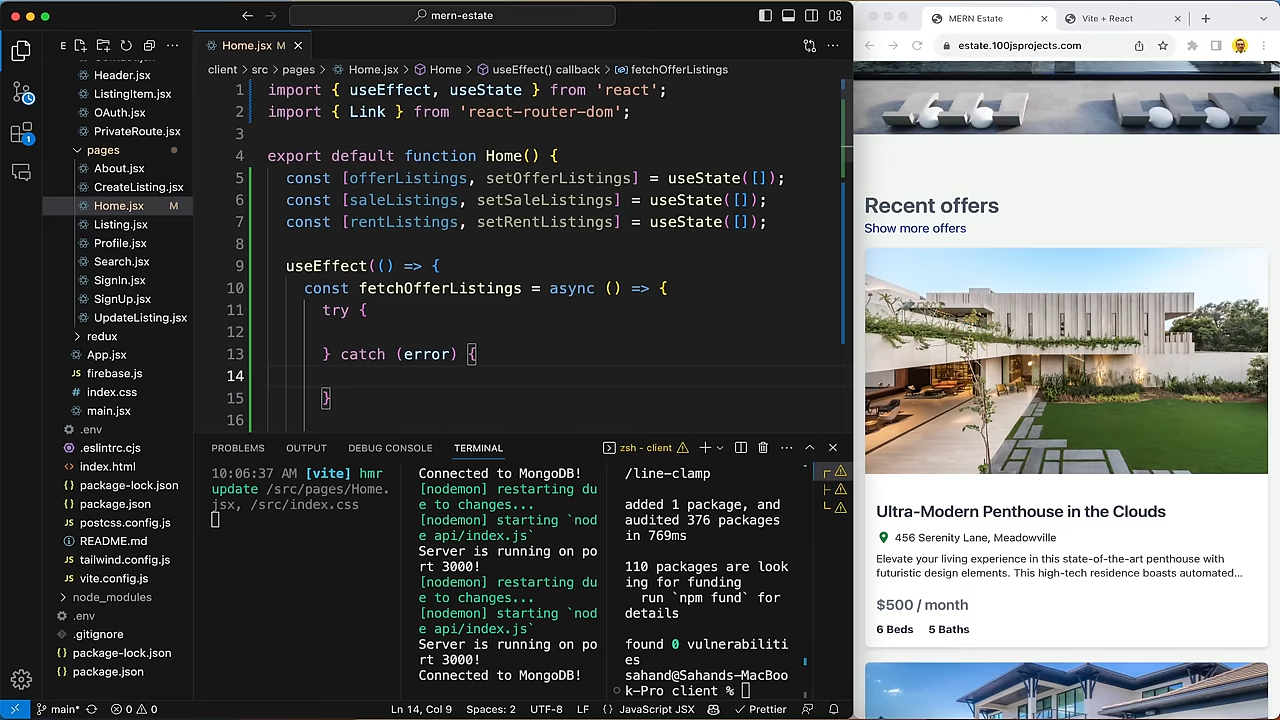 mern-estate
E
Header.jsx
ListingItem.jsx
OAuth.jsx
PrivateRoute.jsx
pages
About.jsx
CreateListing.jsx
Home.jsx M
Listing.jsx
Profile.jsx
Search.jsx
SignIn.jsx
SignUp.jsx
UpdateListing.jsx
redux
App.jsx
JS firebase.js
# index.css
main.jsx
.env
.eslintrc.cjs
<> index.html
{} package-lock.json
{} package.json
JS postcss.config.js
README.md
JS tailwind.config.js
JS vite.config.js
node_modules
.env
.gitignore
{} package-lock.json
{} package.json
1
Home.jsx M
client > src > pages > Home.jsx > Home > useEffect() callback > fetchOfferListings
1 import { useEffect, useState } from 'react';
2 import { Link } from 'react-router-dom';
3
4 export default function Home() {
5 const [offerListings, setOfferListings] = useState([]);
6 const [saleListings, setSaleListings] = useState([]);
7 const [rentListings, setRentListings] = useState([]);
8
9 useEffect(() => {
10 const fetchOfferListings = async () => {
11 try {
12
13 } catch (error) {
14
15 }
16
PROBLEMS OUTPUT DEBUG CONSOLE TERMINAL
zsh - client
10:06:37 AM [vite] hmr
update /src/pages/Home.
jsx, /src/index.css
Connected to MongoDB!
[nodemon] restarting du
e to changes...
[nodemon] starting `nod
e api/index.js`
Server is running on po
rt 3000!
[nodemon] restarting du
e to changes...
[nodemon] starting `nod
e api/index.js`
Server is running on po
rt 3000!
Connected to MongoDB!
/line-clamp
added 1 package, and
audited 376 packages
in 769ms
110 packages are look
ing for funding
run `npm fund` for
details
found 0 vulnerabiliti
es
sahand@Sahands-MacBoo
k-Pro client %
main* 0 0
Ln 14, Col 9 Spaces: 2 UTF-8 LF {} JavaScript JSX Prettier
MERN Estate
Vite + React
estate.100jsprojects.com
Recent offers
Show more offers
Ultra-Modern Penthouse in the Clouds
456 Serenity Lane, Meadowville
Elevate your living experience in this state-of-the-art penthouse with
futuristic design elements. This high-tech residence boasts automated...
$500 / month
6 Beds 5 Baths